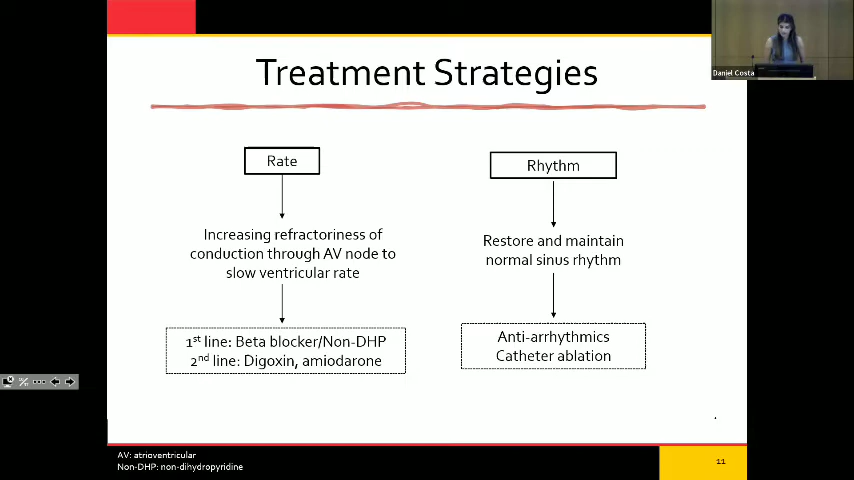 Treatment Strategies
Daniel Costa
Rate
Increasing refractoriness of
conduction through AV node to
slow ventricular rate
1st line: Beta blocker/Non-DHP
2nd line: Digoxin, amiodarone
Rhythm
Restore and maintain
normal sinus rhythm
Anti-arrhythmics
Catheter ablation
AV: atrioventricular
Non-DHP: non-dihydropyridine
11